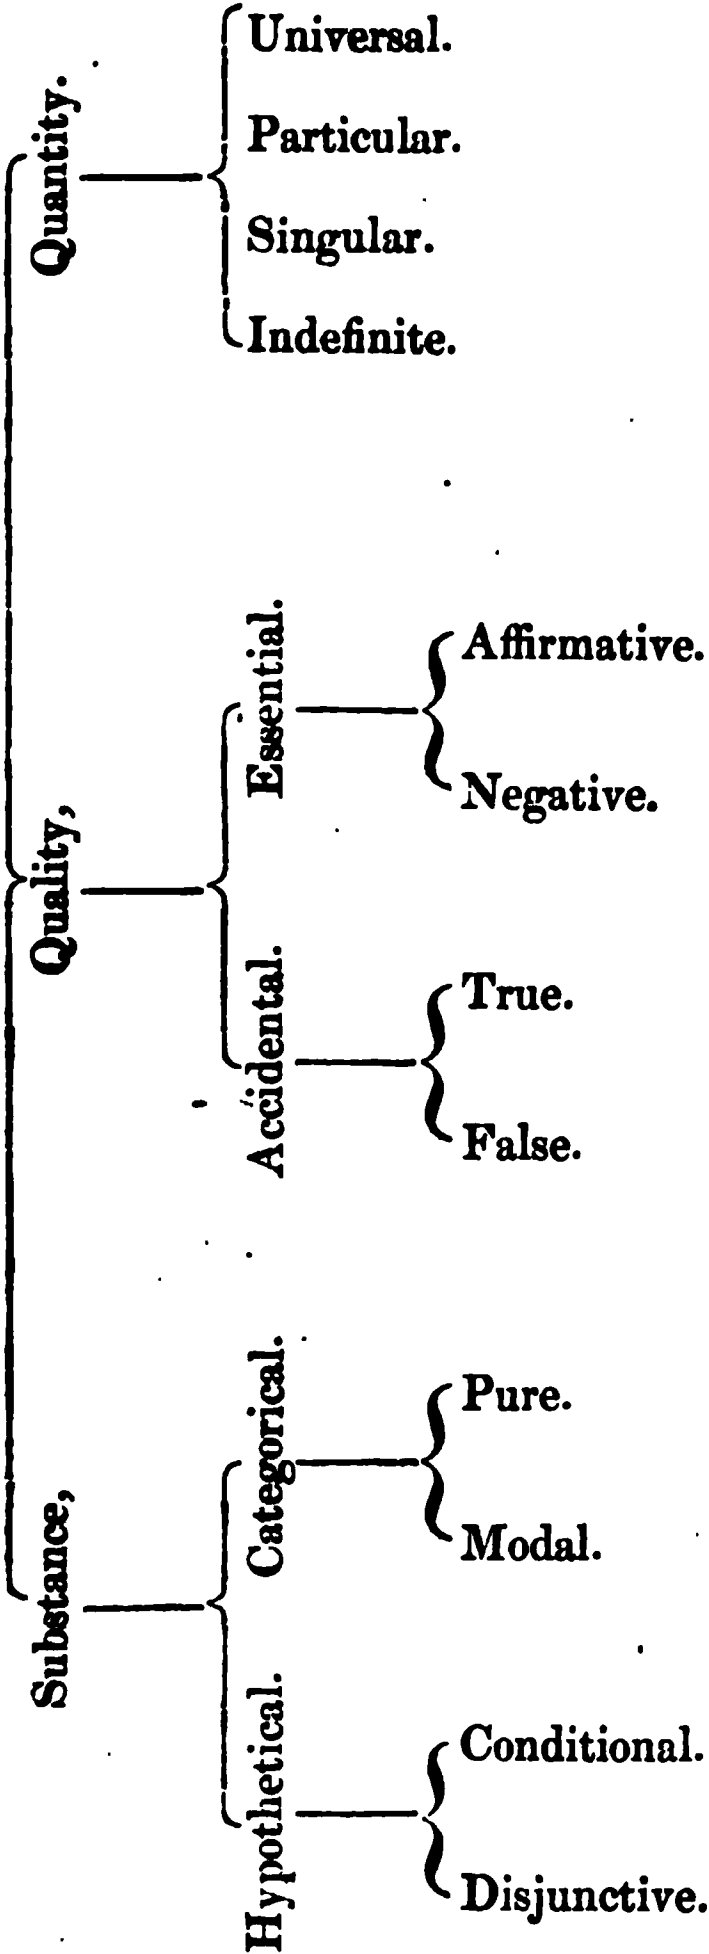 Quantity.
Universal.
Particular.
Singular.
Indefinite.
Quality,
Essential.
Affirmative.
Negative.
Accidental.
True.
False.
Substance,
Categorical.
Pure.
Modal.
Hypothetical.
Conditional.
Disjunctive.